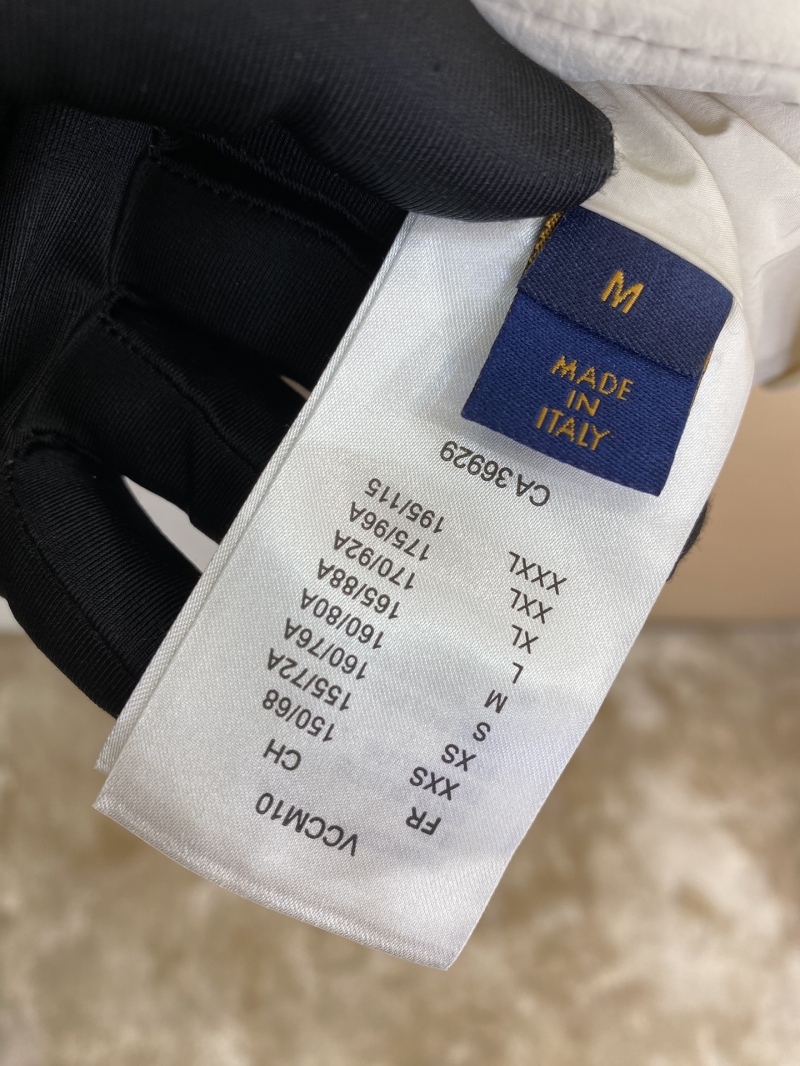 M
MADE
IN
ITALY
VCCM10
FR CH
XXS 150/68
XS 155/72A
S 160/76A
M 160/80A
L 165/88A
XL 170/92A
XXL 175/96A
XXXL 195/115
CA 36929